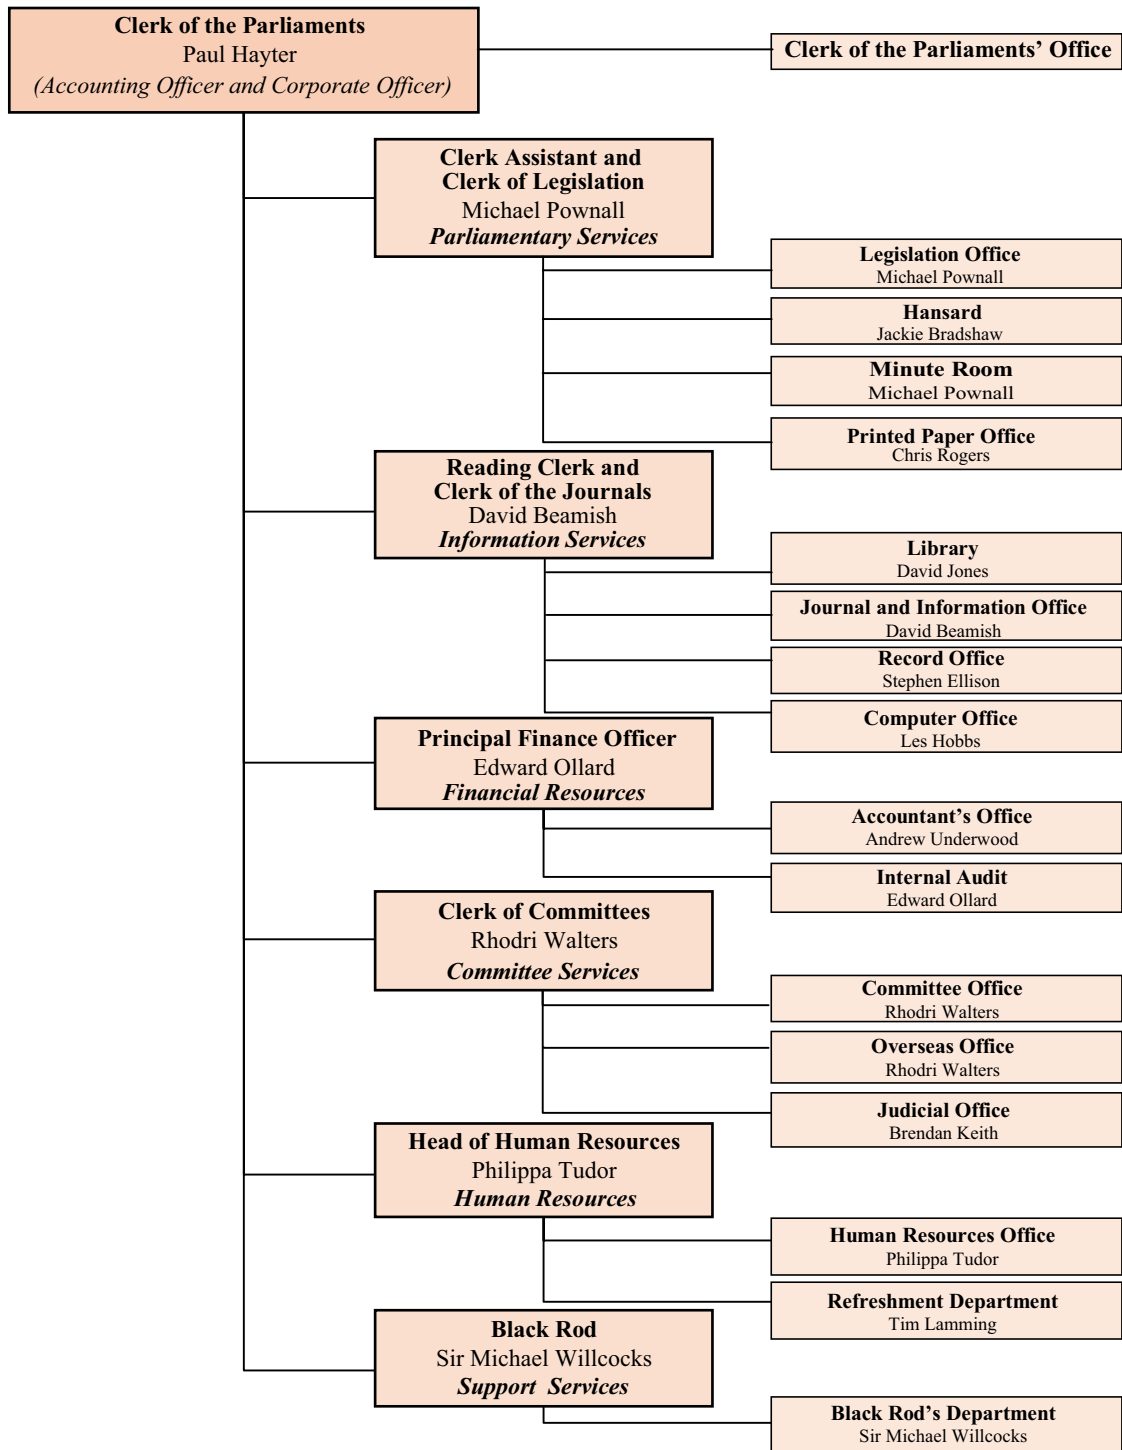 Clerk of the Parliaments
Paul Hayter
(Accounting Officer and Corporate Officer)
Clerk of the Parliaments’ Office
Clerk Assistant and
Clerk of Legislation
Michael Pownall
Parliamentary Services
Legislation Office
Michael Pownall
Hansard
Jackie Bradshaw
Minute Room
Michael Pownall
Printed Paper Office
Chris Rogers
Reading Clerk and
Clerk of the Journals
David Beamish
Information Services
Library
David Jones
Journal and Information Office
David Beamish
Record Office
Stephen Ellison
Computer Office
Les Hobbs
Principal Finance Officer
Edward Ollard
Financial Resources
Accountant’s Office
Andrew Underwood
Internal Audit
Edward Ollard
Clerk of Committees
Rhodri Walters
Committee Services
Committee Office
Rhodri Walters
Overseas Office
Rhodri Walters
Judicial Office
Brendan Keith
Head of Human Resources
Philippa Tudor
Human Resources
Human Resources Office
Philippa Tudor
Refreshment Department
Tim Lamming
Black Rod
Sir Michael Willcocks
Support Services
Black Rod’s Department
Sir Michael Willcocks